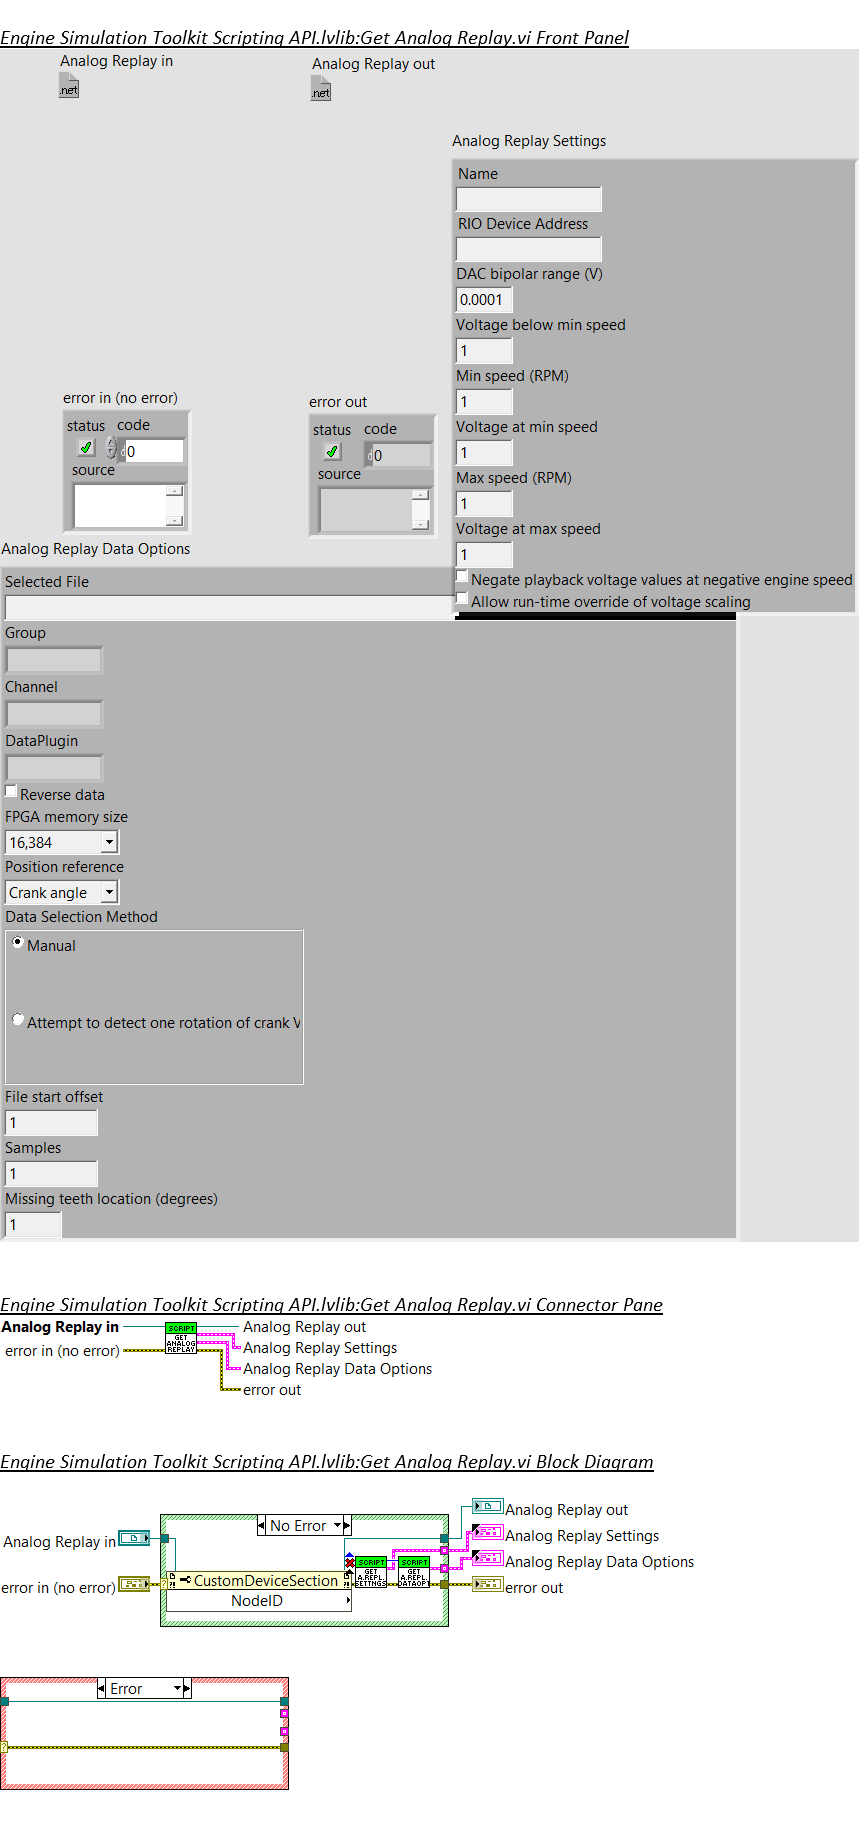 Engine Simulation Toolkit Scripting API.lvlib:Get Analog Replay.vi Front Panel
Analog Replay in
Analog Replay out
.net
.net
Analog Replay Settings
Name
RIO Device Address
DAC bipolar range (V)
0.0001
Voltage below min speed
1
Min speed (RPM)
1
Voltage at min speed
1
Max speed (RPM)
1
Voltage at max speed
1
Negate playback voltage values at negative engine speed
Allow run-time override of voltage scaling
error in (no error)
status code
d0
source
error out
status code
d0
source
Analog Replay Data Options
Selected File
Group
Channel
DataPlugin
Reverse data
FPGA memory size
16,384
Position reference
Crank angle
Data Selection Method
Manual
Attempt to detect one rotation of crank V
File start offset
1
Samples
1
Missing teeth location (degrees)
1
Engine Simulation Toolkit Scripting API.lvlib:Get Analog Replay.vi Connector Pane
Analog Replay in
error in (no error)
SCRIPT
GET
ANALOG
REPLAY
Analog Replay out
Analog Replay Settings
Analog Replay Data Options
error out
Engine Simulation Toolkit Scripting API.lvlib:Get Analog Replay.vi Block Diagram
Analog Replay in
error in (no error)
No Error
?
CustomDeviceSection
NodeID
SCRIPT
GET
A.REPL.
SETTNGS
SCRIPT
GET
A.REPL.
DATAOPT
Analog Replay out
Analog Replay Settings
Analog Replay Data Options
error out
Error
?